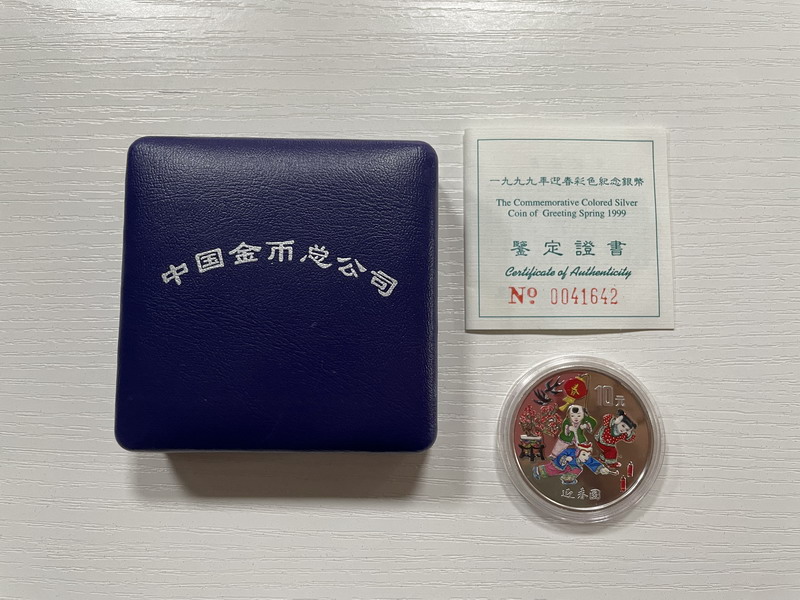 中国金币总公司
一九九九年迎春彩色紀念銀幣
The Commemorative Colored Silver
Coin of Greeting Spring 1999
鑒定證書
Certificate of Authenticity
Nº 0041642
10元
迎春圖